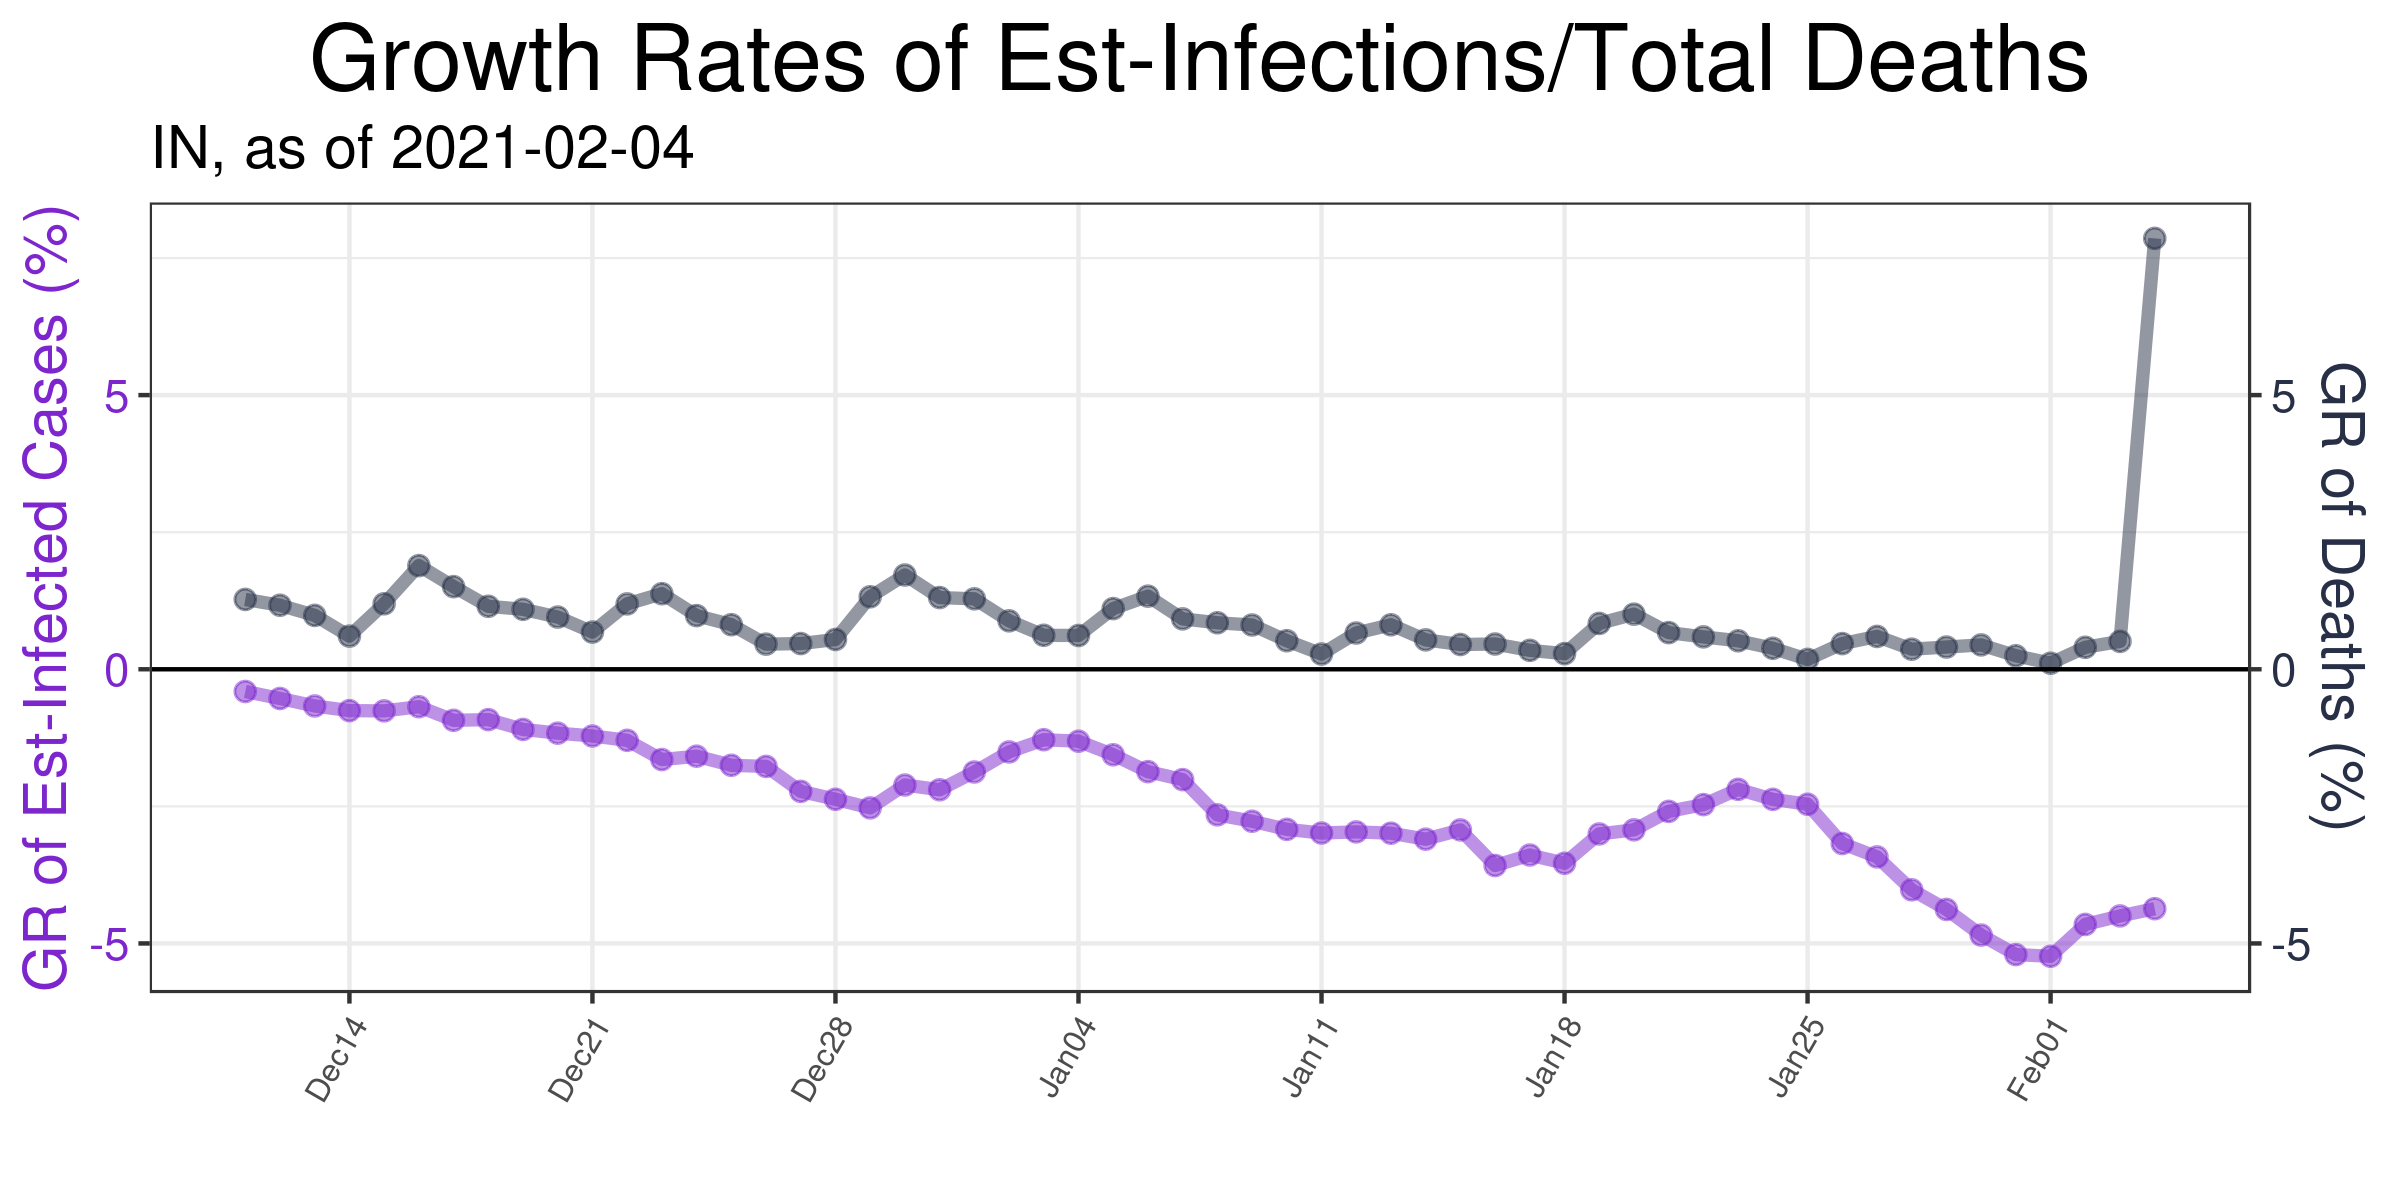 Growth Rates of Est-Infections/Total Deaths
IN, as of 2021-02-04
GR of Est-Infected Cases (%)
5
0
-5
5
0
-5
GR of Deaths (%)
Dec14
Dec21
Dec28
Jan04
Jan11
Jan18
Jan25
Feb01